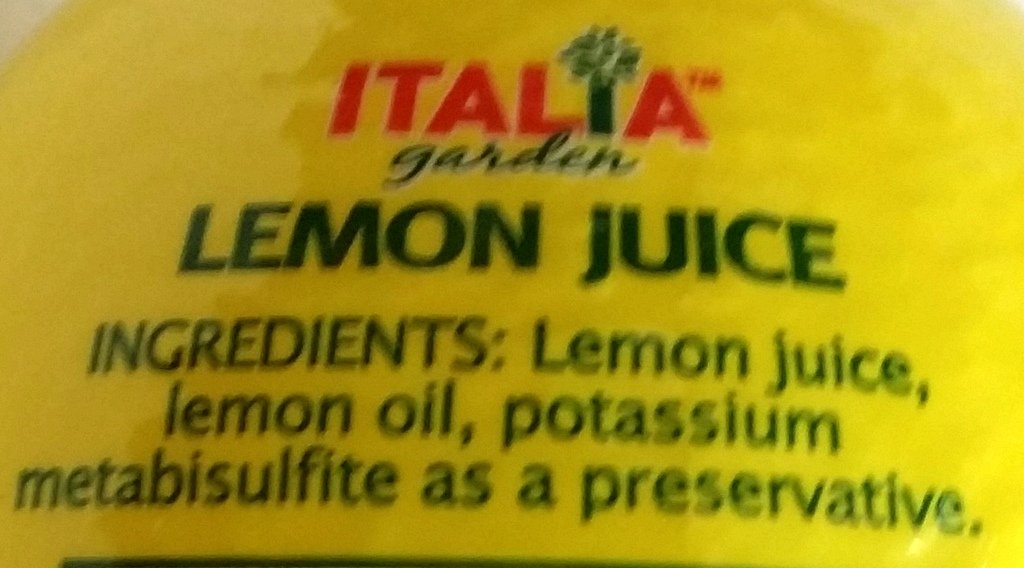 ITALIA™
garden
LEMON JUICE
INGREDIENTS: Lemon juice,
lemon oil, potassium
metabisulfite as a preservative.